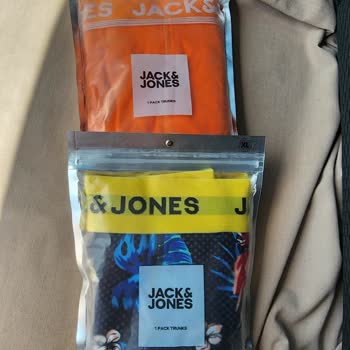 ES JACKS
JACK&
JONES
1 PACK TRUNKS
XL
& JONES J
JACK&
JONES
1 PACK TRUNKS